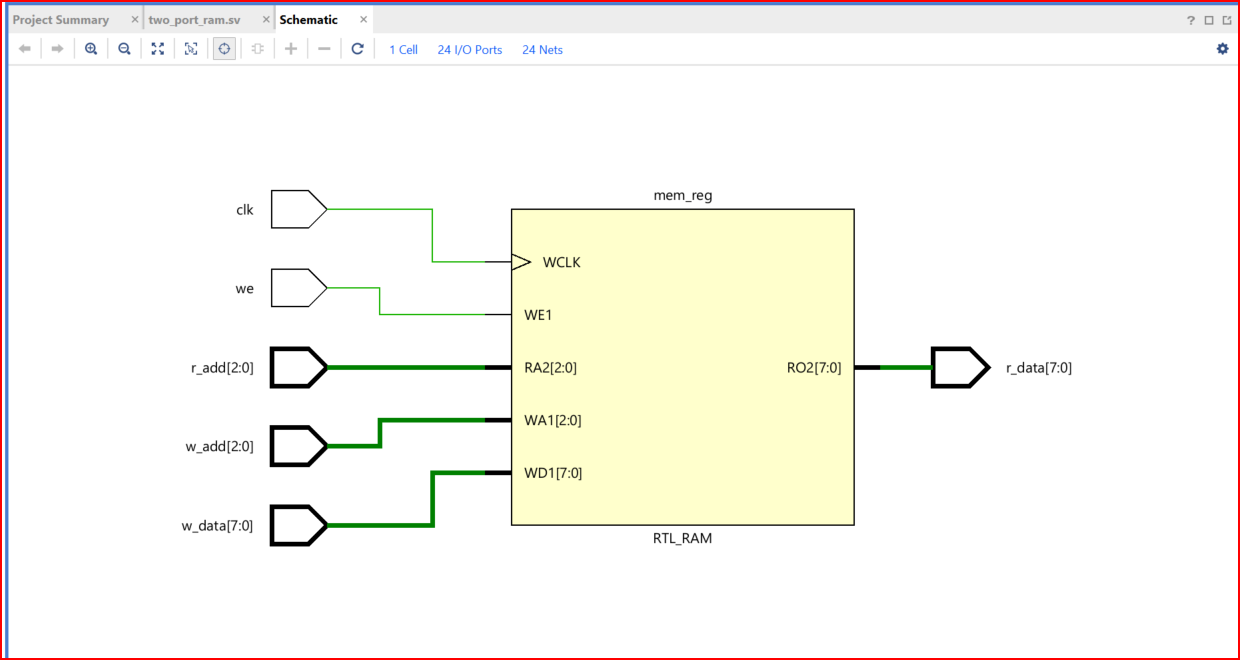 Project Summary × two_port_ram.sv × Schematic × ?
1 Cell 24 I/O Ports 24 Nets
mem_reg
clk
WCLK
we
WE1
r_add[2:0] RA2[2:0] RO2[7:0] r_data[7:0]
WA1[2:0]
w_add[2:0]
WD1[7:0]
w_data[7:0]
RTL_RAM